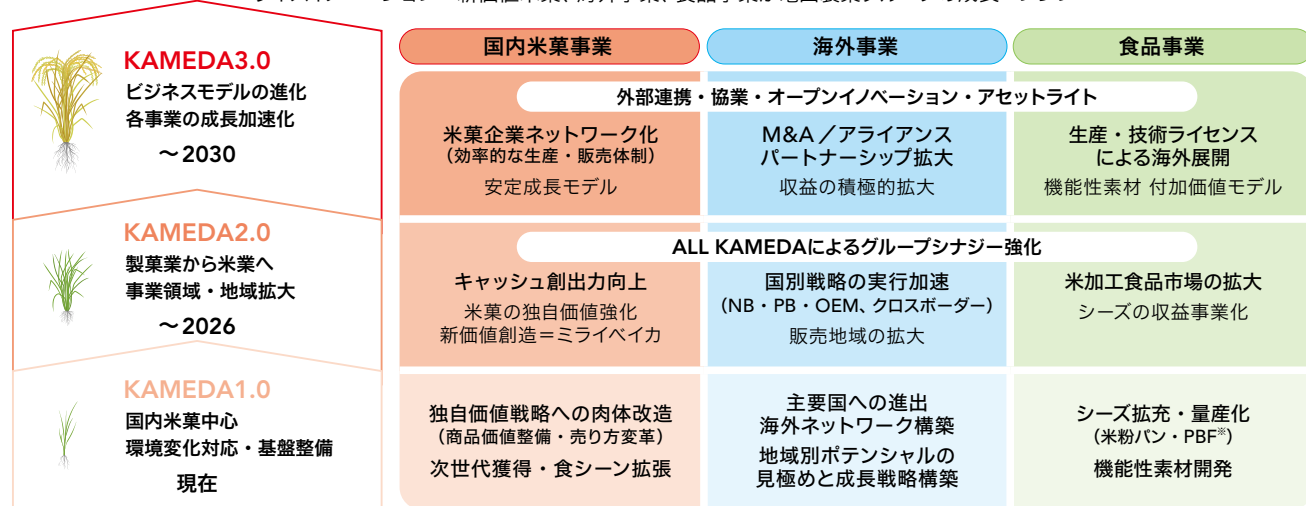 KAMEDA3.0
ビジネスモデルの進化
各事業の成長加速化
～2030
KAMEDA2.0
製菓業から米業へ
事業領域・地域拡大
～2026
KAMEDA1.0
国内米菓中心
環境変化対応・基盤整備
現在
国内米菓事業
海外事業
食品事業
外部連携・協業・オープンイノベーション・アセットライト
米菓企業ネットワーク化
（効率的な生産・販売体制）
安定成長モデル
M&A／アライアンス
パートナーシップ拡大
収益の積極的拡大
生産・技術ライセンス
による海外展開
機能性素材 付加価値モデル
ALL KAMEDAによるグループシナジー強化
キャッシュ創出力向上
米菓の独自価値強化
新価値創造＝ミライベイカ
国別戦略の実行加速
（NB・PB・OEM、クロスボーダー）
販売地域の拡大
米加工食品市場の拡大
シーズの収益事業化
独自価値戦略への肉体改造
（商品価値整備・売り方変革）
次世代獲得・食シーン拡張
主要国への進出
海外ネットワーク構築
地域別ポテンシャルの
見極めと成長戦略構築
シーズ拡充・量産化
（米粉パン・PBF※）
機能性素材開発